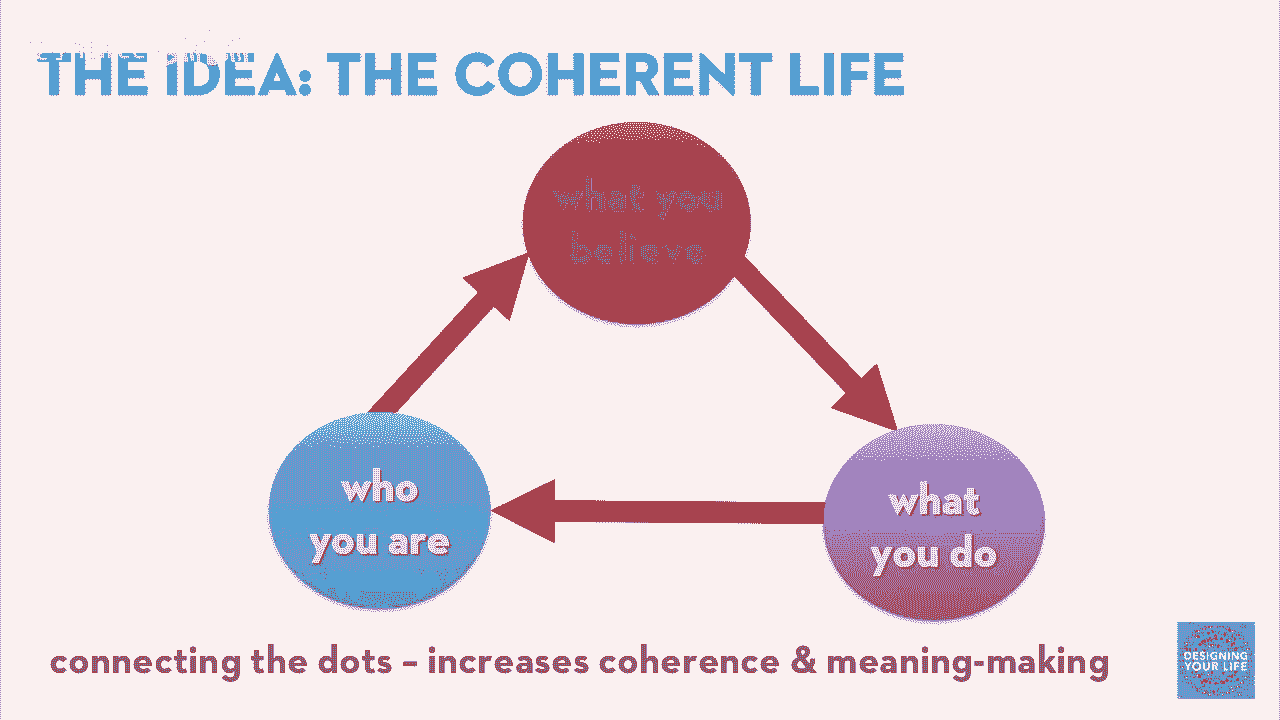 THE IDEA: THE COHERENT LIFE
what you
believe
who
you are
what
you do
connecting the dots – increases coherence & meaning-making
DESIGNING
YOUR LIFE